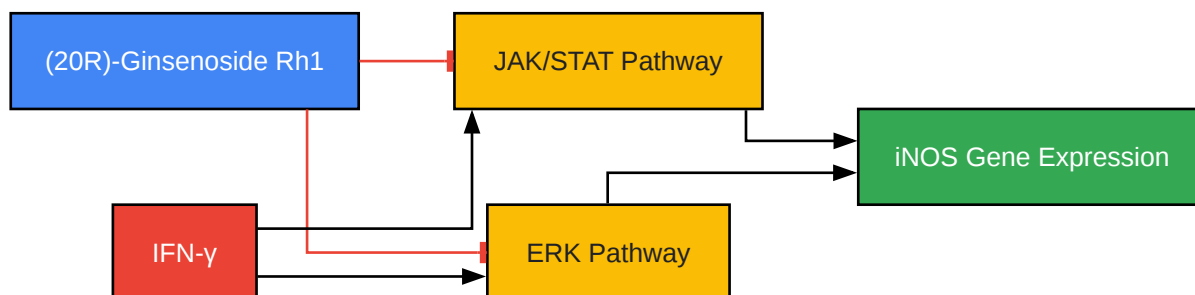 (20R)-Ginsenoside Rh1
JAK/STAT Pathway
iNOS Gene Expression
IFN-γ
ERK Pathway